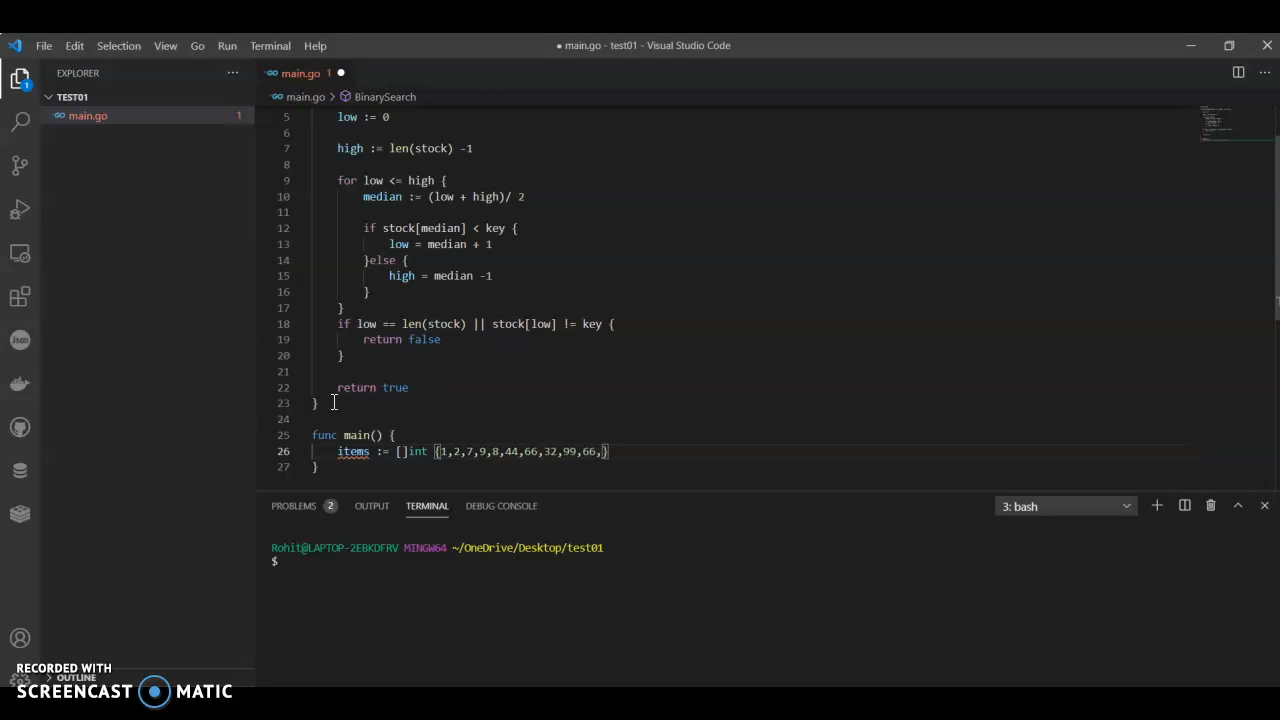 File Edit Selection View Go Run Terminal Help
● main.go - test01 - Visual Studio Code
EXPLORER ...
main.go 1 ●
TEST01
main.go > BinarySearch
main.go 1
5 low := 0
6
7 high := len(stock) -1
8
9 for low <= high {
10 median := (low + high)/ 2
11
12 if stock[median] < key {
13 low = median + 1
14 }else {
15 high = median -1
16 }
17 }
18 if low == len(stock) || stock[low] != key {
19 return false
20 }
21
22 return true
23 }
24
25 func main() {
26 items := []int {1,2,7,9,8,44,66,32,99,66,}
27 }
PROBLEMS 2 OUTPUT TERMINAL DEBUG CONSOLE 3: bash
Rohit@LAPTOP-2EBKDFRV MINGW64 ~/OneDrive/Desktop/test01
$
1
Json
OUTLINE
RECORDED WITH
SCREENCAST MATIC